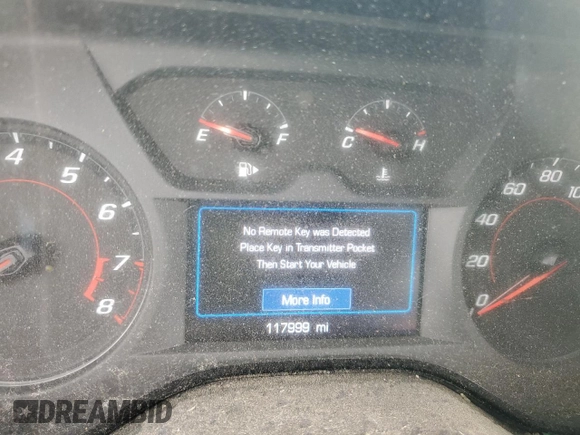 E F
C H
4 5 6 7 8
0 20 40 60 80
No Remote Key was Detected
Place Key in Transmitter Pocket
Then Start Your Vehicle
More Info
117999 mi
DREAMBID